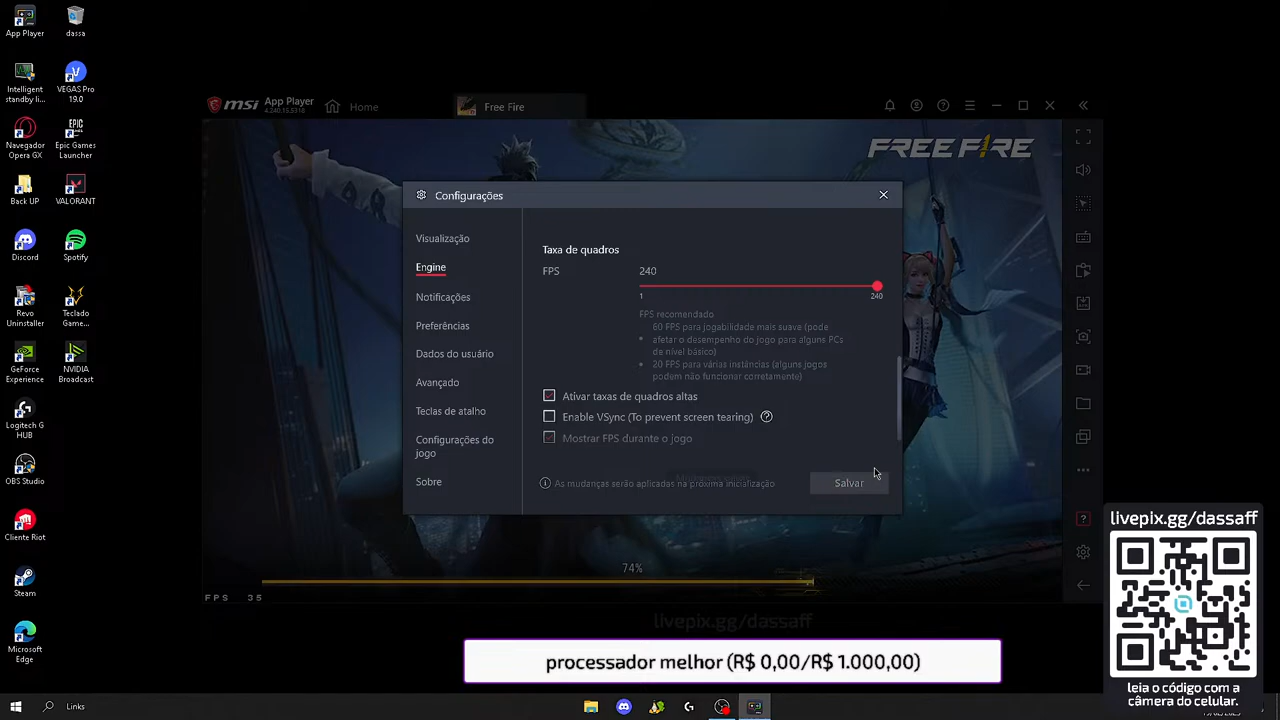 App Player
dassa
Intelligent
standby li...
VEGAS Pro
19.0
Navegador
Opera GX
Epic Games
Launcher
Back UP
VALORANT
Discord
Spotify
Revo
Uninstaller
Teclado
Game...
GeForce
Experience
NVIDIA
Broadcast
Logitech G
HUB
OBS Studio
Cliente Riot
Steam
Microsoft
Edge
msi App Player
4.240.15.6316
Home
Free Fire
FREE FIRE
Configurações
Visualização
Engine
Notificações
Preferências
Dados do usuário
Avançado
Teclas de atalho
Configurações do
jogo
Sobre
Taxa de quadros
FPS 240
1 240
FPS recomendado
60 FPS para jogabilidade mais suave (pode
afetar o desempenho do jogo para alguns PCs
de nível básico)
20 FPS para várias instâncias (alguns jogos
podem não funcionar corretamente)
Ativar taxas de quadros altas
Enable VSync (To prevent screen tearing)
Mostrar FPS durante o jogo
As mudanças serão aplicadas na próxima inicialização
Salvar
74%
FPS 35
livepix.gg/dassaff
processador melhor (R$ 0,00/R$ 1.000,00)
livepix.gg/dassaff
leia o código com a
câmera do celular.
Links